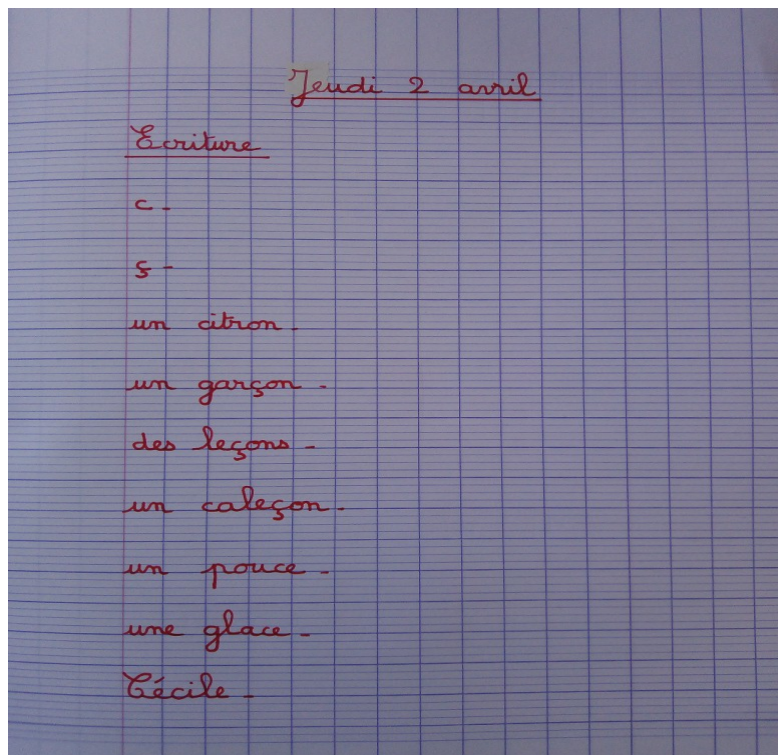 Jeudi 2 avril
Ecriture
c -
ç -
un citron -
un garçon -
des leçons -
un caleçon -
un pouce -
une glace -
Cécile -